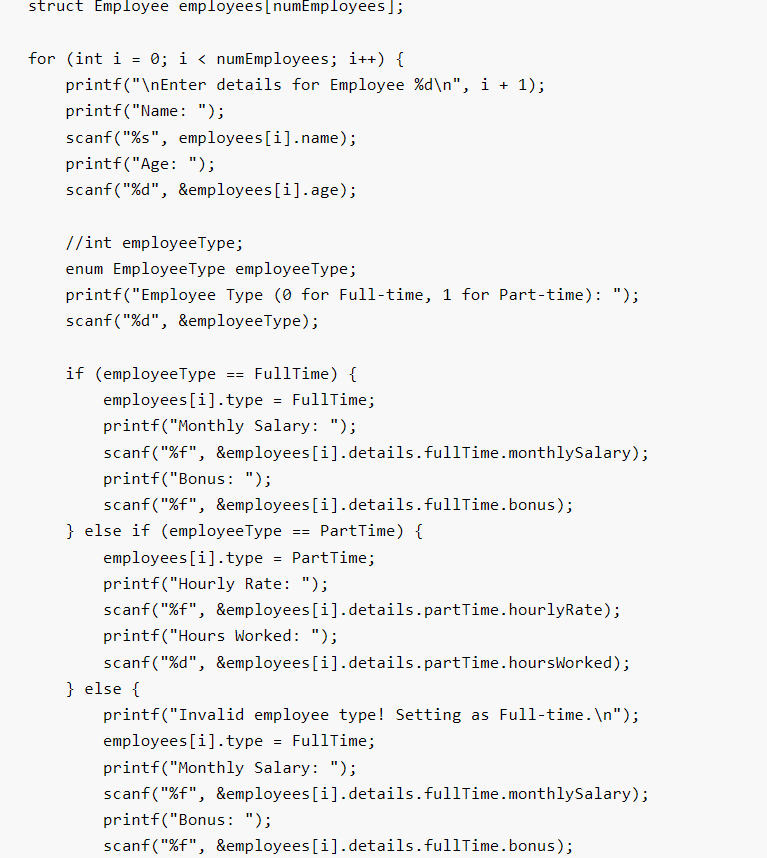 struct Employee employees[numEmployees];
for (int i = 0; i < numEmployees; i++) {
printf("\nEnter details for Employee %d\n", i + 1);
printf("Name: ");
scanf("%s", employees[i].name);
printf("Age: ");
scanf("%d", &employees[i].age);
//int employeeType;
enum EmployeeType employeeType;
printf("Employee Type (0 for Full-time, 1 for Part-time): ");
scanf("%d", &employeeType);
if (employeeType == FullTime) {
employees[i].type = FullTime;
printf("Monthly Salary: ");
scanf("%f", &employees[i].details.fullTime.monthlySalary);
printf("Bonus: ");
scanf("%f", &employees[i].details.fullTime.bonus);
} else if (employeeType == PartTime) {
employees[i].type = PartTime;
printf("Hourly Rate: ");
scanf("%f", &employees[i].details.partTime.hourlyRate);
printf("Hours Worked: ");
scanf("%d", &employees[i].details.partTime.hoursWorked);
} else {
printf("Invalid employee type! Setting as Full-time.\n");
employees[i].type = FullTime;
printf("Monthly Salary: ");
scanf("%f", &employees[i].details.fullTime.monthlySalary);
printf("Bonus: ");
scanf("%f", &employees[i].details.fullTime.bonus);